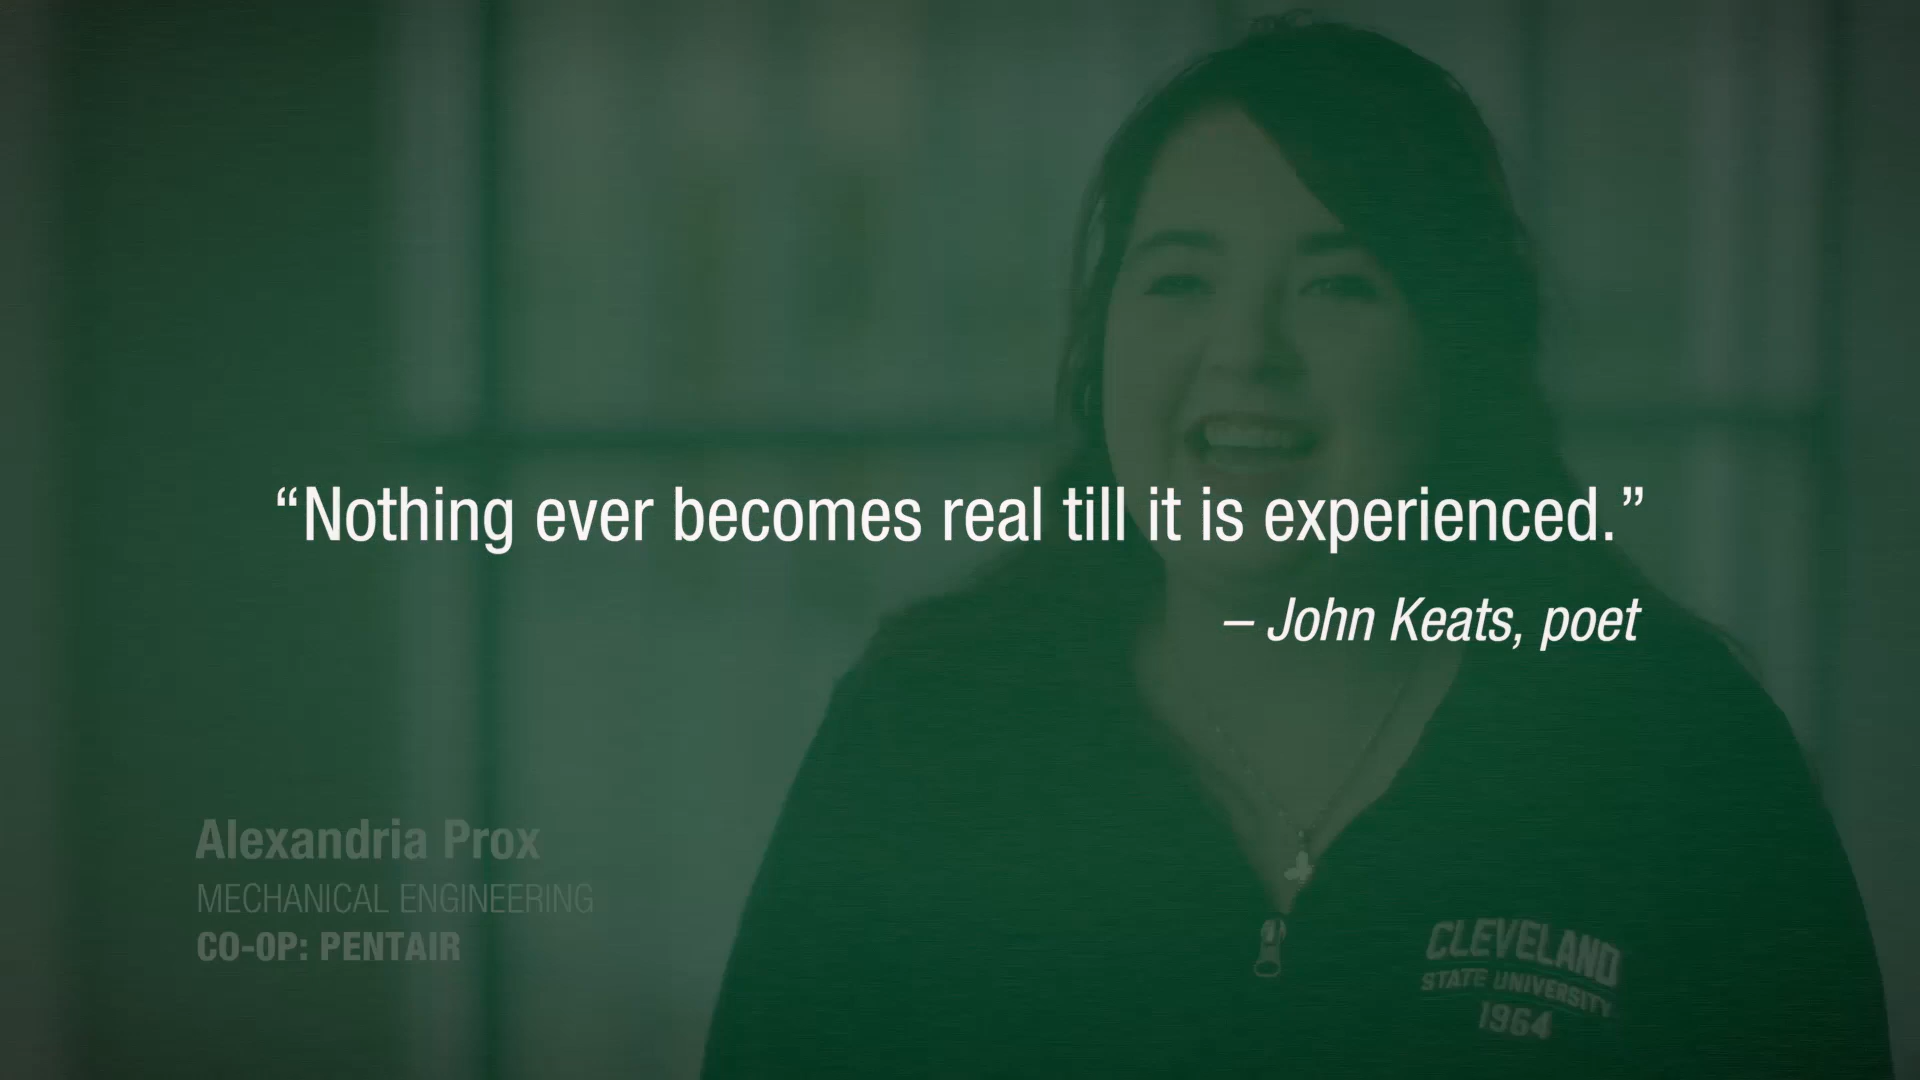 “Nothing ever becomes real till it is experienced.”
– John Keats, poet
Alexandria Prox
MECHANICAL ENGINEERING
CO-OP: PENTAIR
CLEVELAND
STATE UNIVERSITY
1964